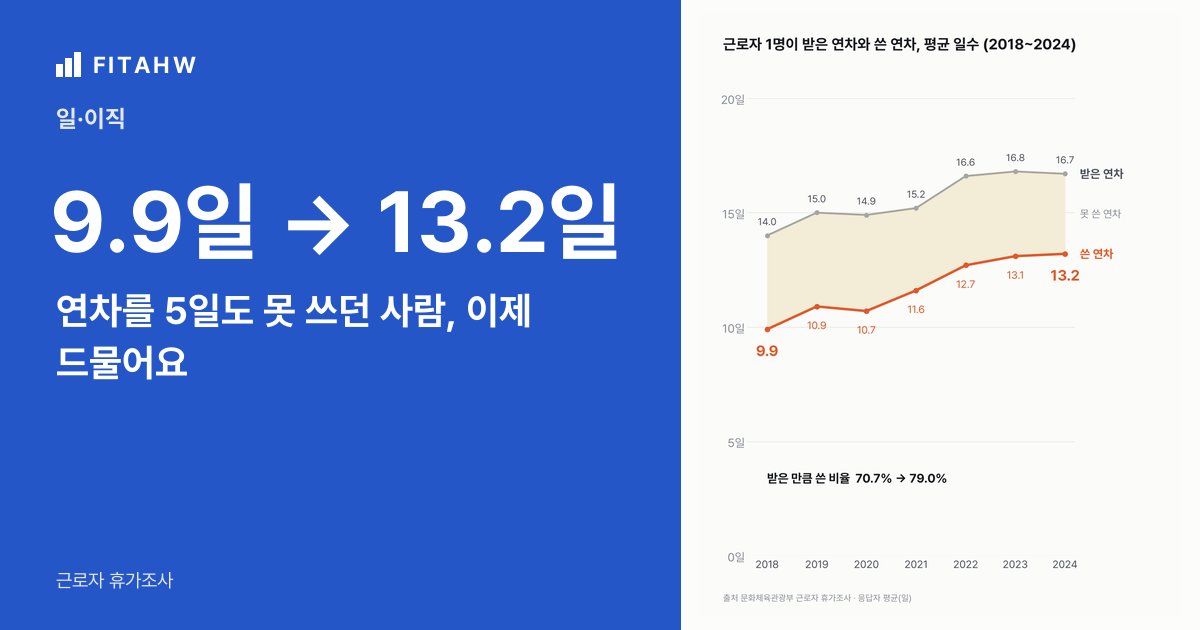 FITAHW
일·이직
9.9일 → 13.2일
연차를 5일도 못 쓰던 사람, 이제
드물어요
근로자 휴가조사
근로자 1명이 받은 연차와 쓴 연차, 평균 일수 (2018~2024)
20일
15일
10일
5일
0일
14.0
15.0
14.9
15.2
16.6
16.8
16.7
받은 연차
못 쓴 연차
쓴 연차
9.9
10.9
10.7
11.6
12.7
13.1
13.2
받은 만큼 쓴 비율 70.7% → 79.0%
2018
2019
2020
2021
2022
2023
2024
출처 문화체육관광부 근로자 휴가조사 · 응답자 평균(일)